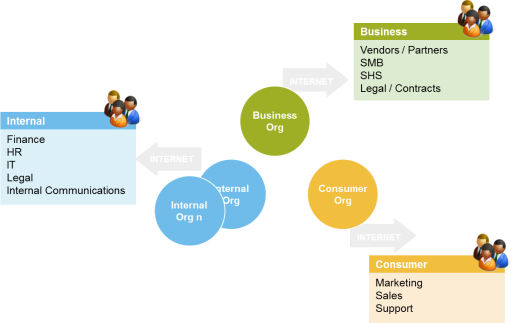 Business
Vendors / Partners
SMB
SHS
Legal / Contracts
INTERNET
Business
Org
Internal
Finance
HR
IT
Legal
Internal Communications
INTERNET
Internal
Org
Internal
Org n
Consumer
Org
INTERNET
Consumer
Marketing
Sales
Support